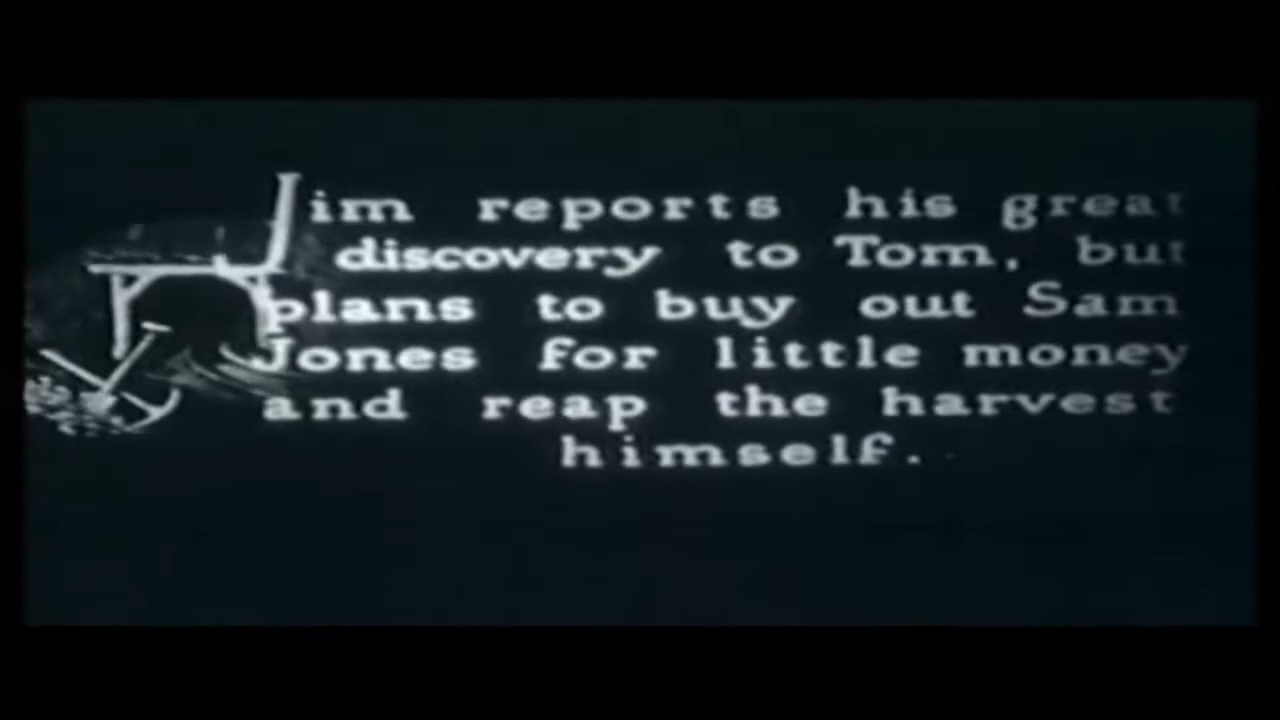 Jim reports his great
discovery to Tom, but
plans to buy out Sam
Jones for little money
and reap the harvest
himself.